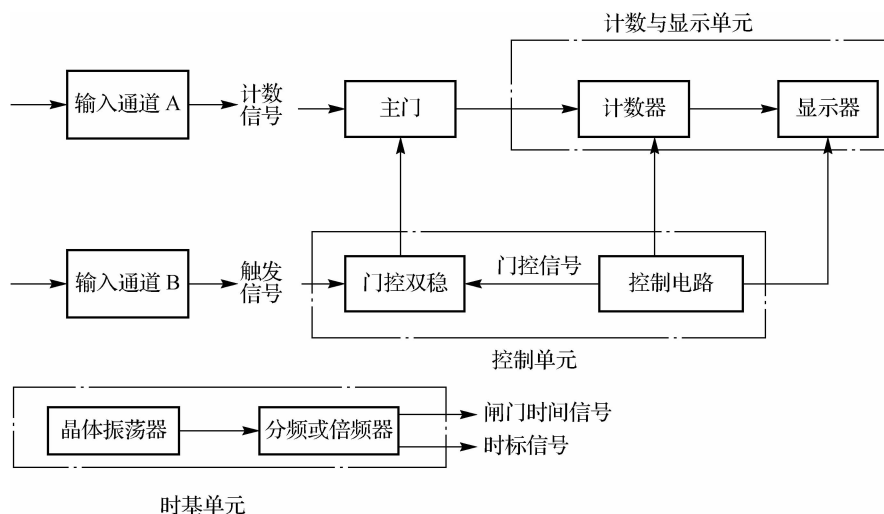 计数与显示单元
输入通道 A
计数
信号
主门
计数器
显示器
输入通道 B
触发
信号
门控双稳
门控信号
控制电路
控制单元
晶体振荡器
分频或倍频器
闸门时间信号
时标信号
时基单元